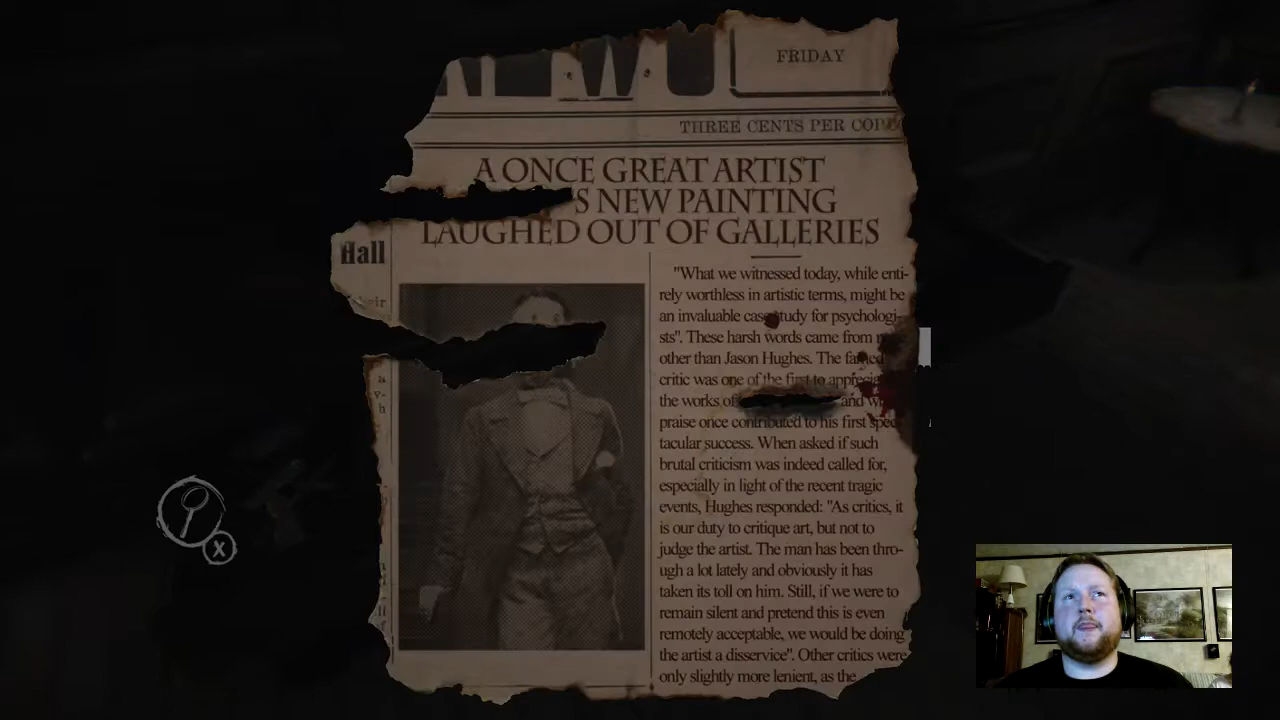 FRIDAY
THREE CENTS PER COPY
A ONCE GREAT ARTIST
'S NEW PAINTING
LAUGHED OUT OF GALLERIES
Hall
"What we witnessed today, while enti-
rely worthless in artistic terms, might be
an invaluable case study for psychologi-
sts". These harsh words came from
other than Jason Hughes. The famed
critic was one of the first to apprecia
the works of and
praise once contributed to his first spec-
tacular success. When asked if such
brutal criticism was indeed called for,
especially in light of the recent tragic
events, Hughes responded: "As critics, it
is our duty to critique art, but not to
judge the artist. The man has been thro-
ugh a lot lately and obviously it has
taken its toll on him. Still, if we were to
remain silent and pretend this is even
remotely acceptable, we would be doing
the artist a disservice". Other critics were
only slightly more lenient, as the
X